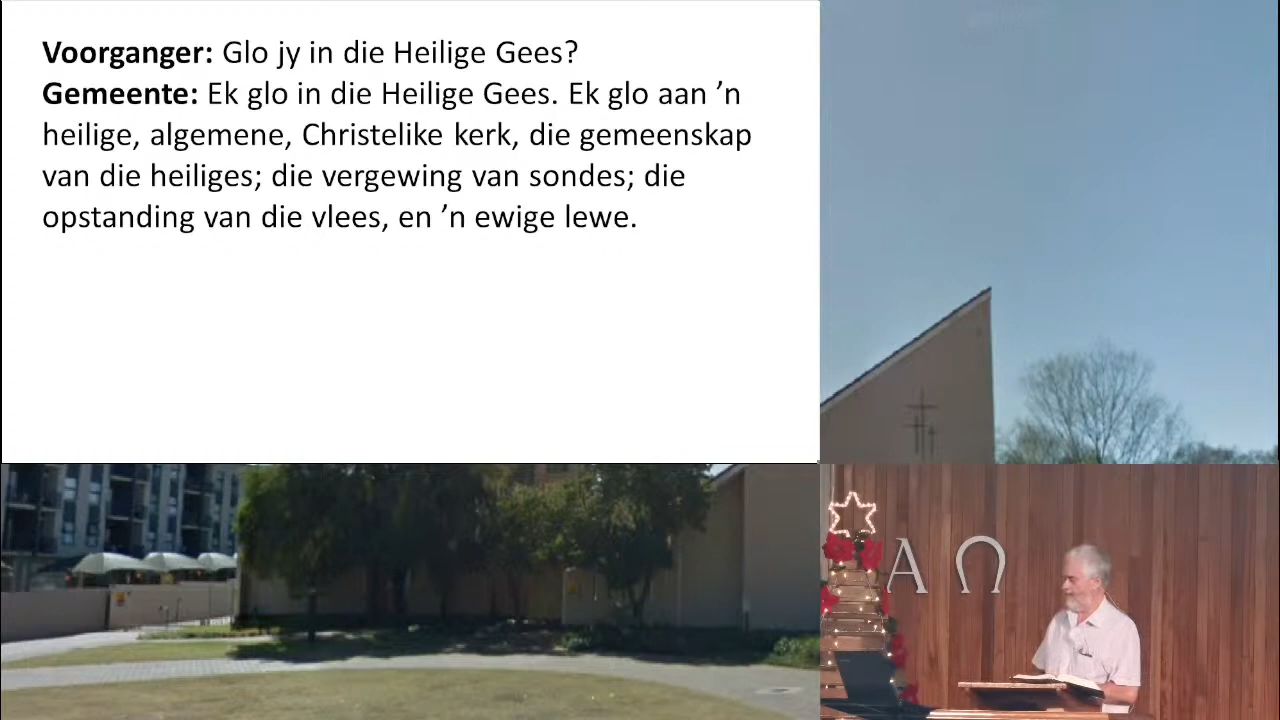 Voorganger: Glo jy in die Heilige Gees?
Gemeente: Ek glo in die Heilige Gees. Ek glo aan ’n
heilige, algemene, Christelike kerk, die gemeenskap
van die heiliges; die vergewing van sondes; die
opstanding van die vlees, en ’n ewige lewe.
Α Ω